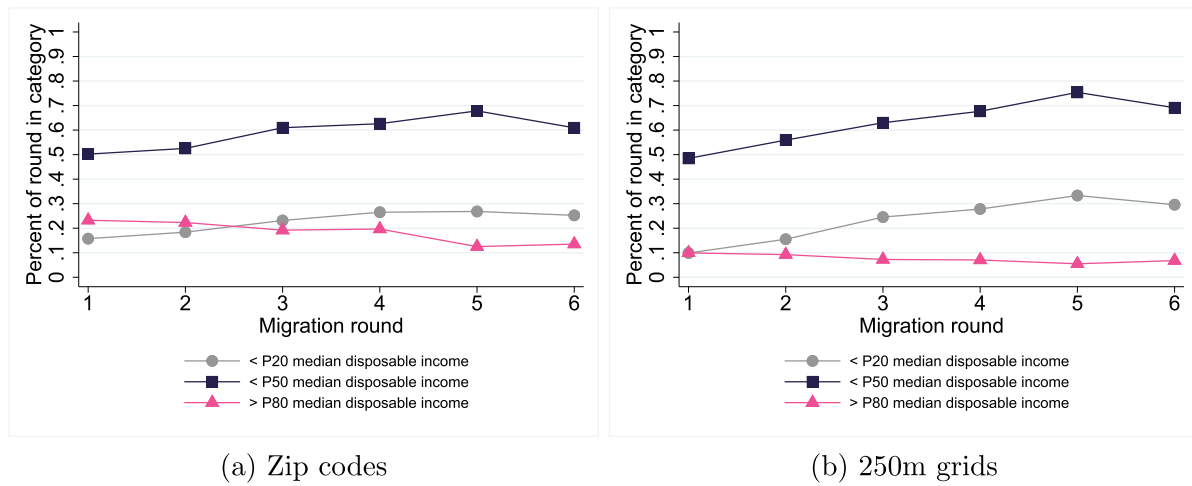 Percent of round in category
0 .1 .2 .3 .4 .5 .6 .7 .8 .9 1
1 2 3 4 5 6
Migration round
< P20 median disposable income
< P50 median disposable income
> P80 median disposable income
(a) Zip codes
Percent of round in category
0 .1 .2 .3 .4 .5 .6 .7 .8 .9 1
1 2 3 4 5 6
Migration round
< P20 median disposable income
< P50 median disposable income
> P80 median disposable income
(b) 250m grids